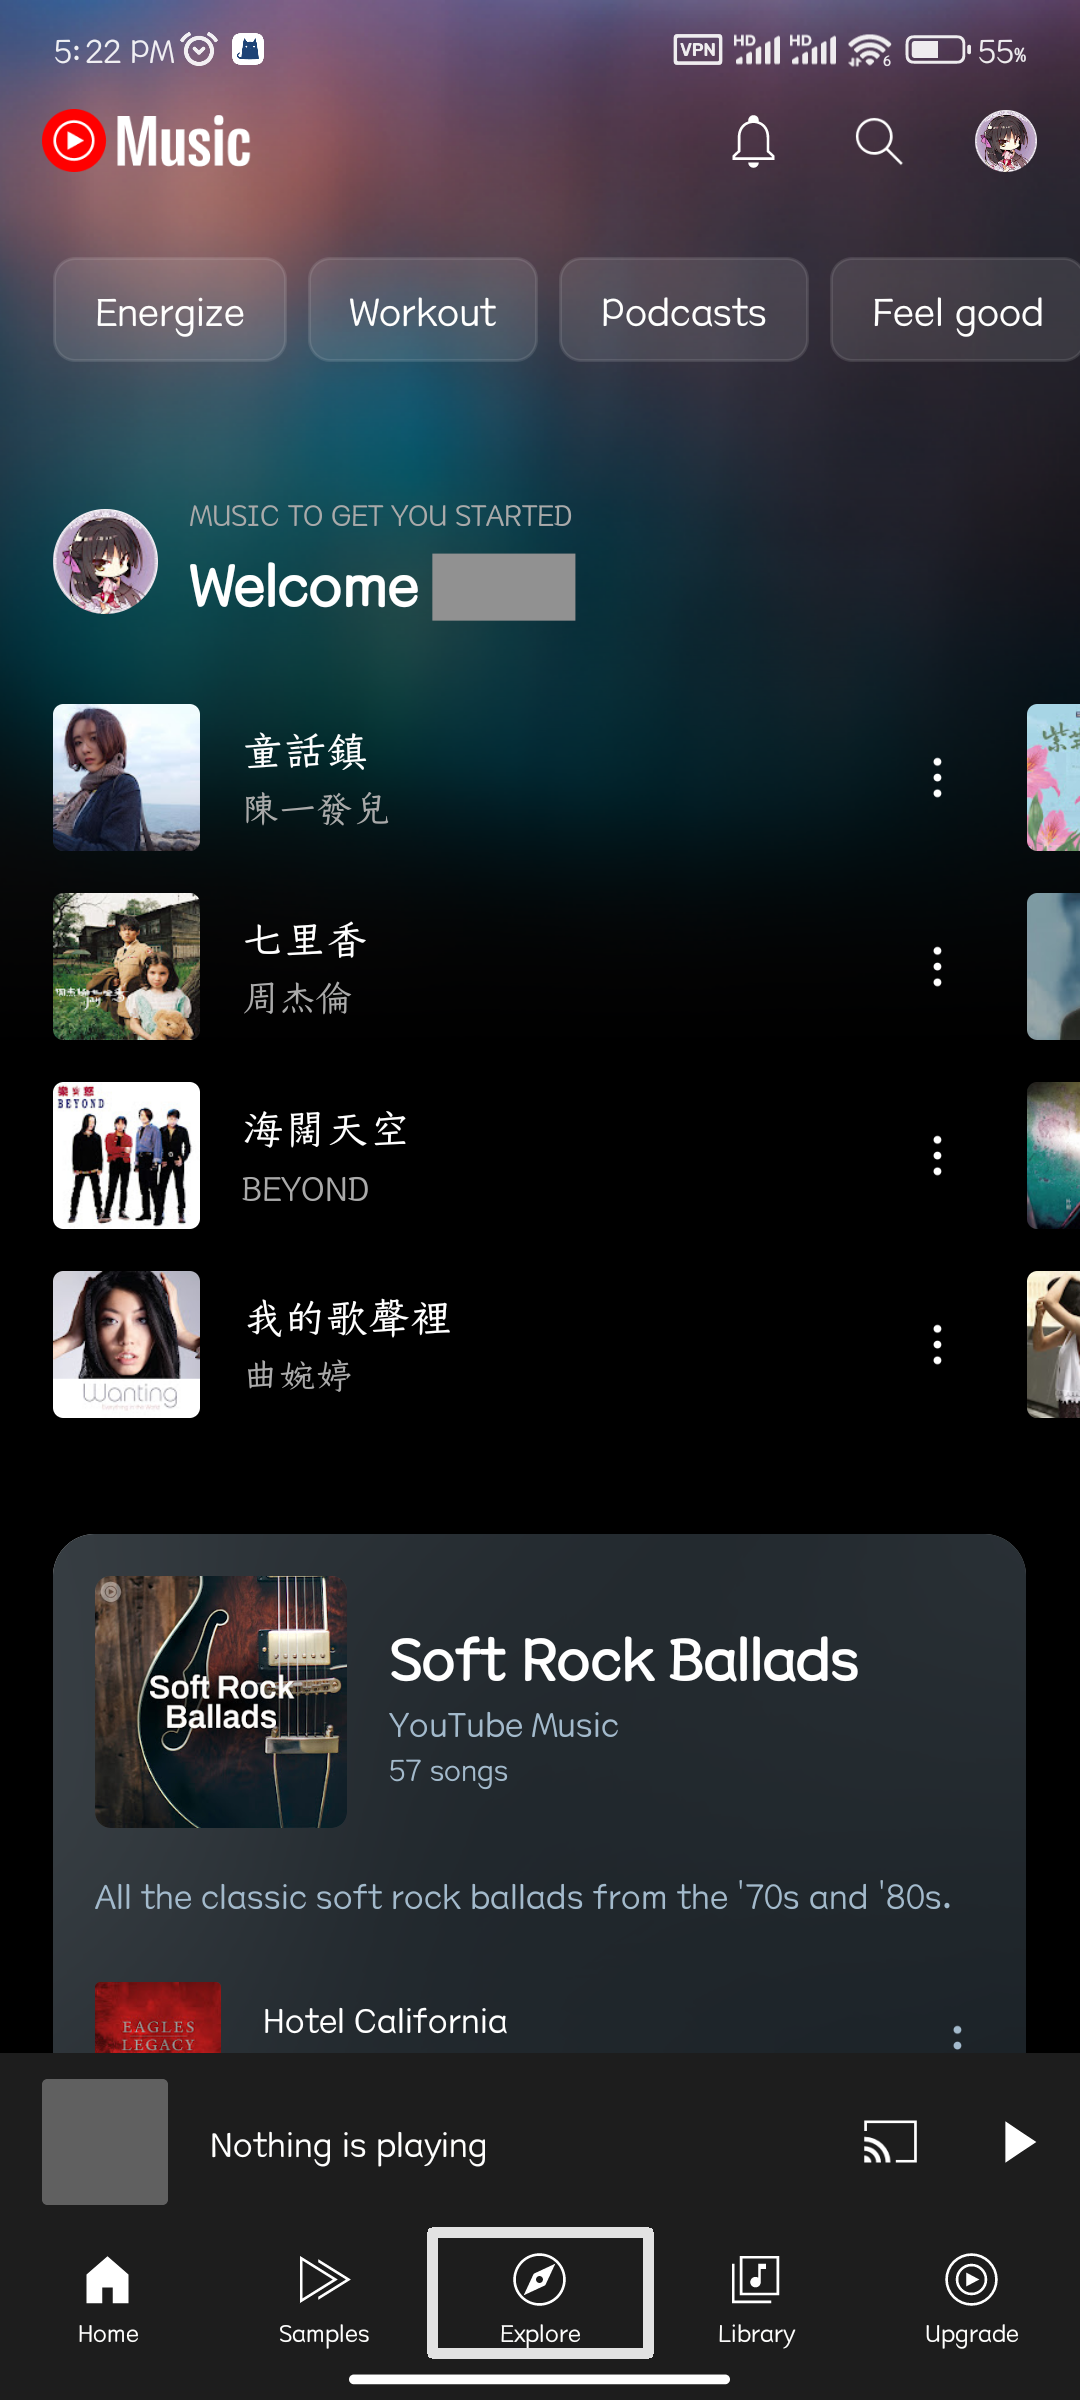 5:22 PM
VPN HD HD 6 55%
Music
Energize
Workout
Podcasts
Feel good
MUSIC TO GET YOU STARTED
Welcome
童話鎮
陳一發兒
七里香
周杰倫
BEYOND
海闊天空
BEYOND
我的歌聲裡
曲婉婷
Wanting
Soft Rock
Ballads
Soft Rock Ballads
YouTube Music
57 songs
All the classic soft rock ballads from the '70s and '80s.
EAGLES
LEGACY
Hotel California
Nothing is playing
Home
Samples
Explore
Library
Upgrade